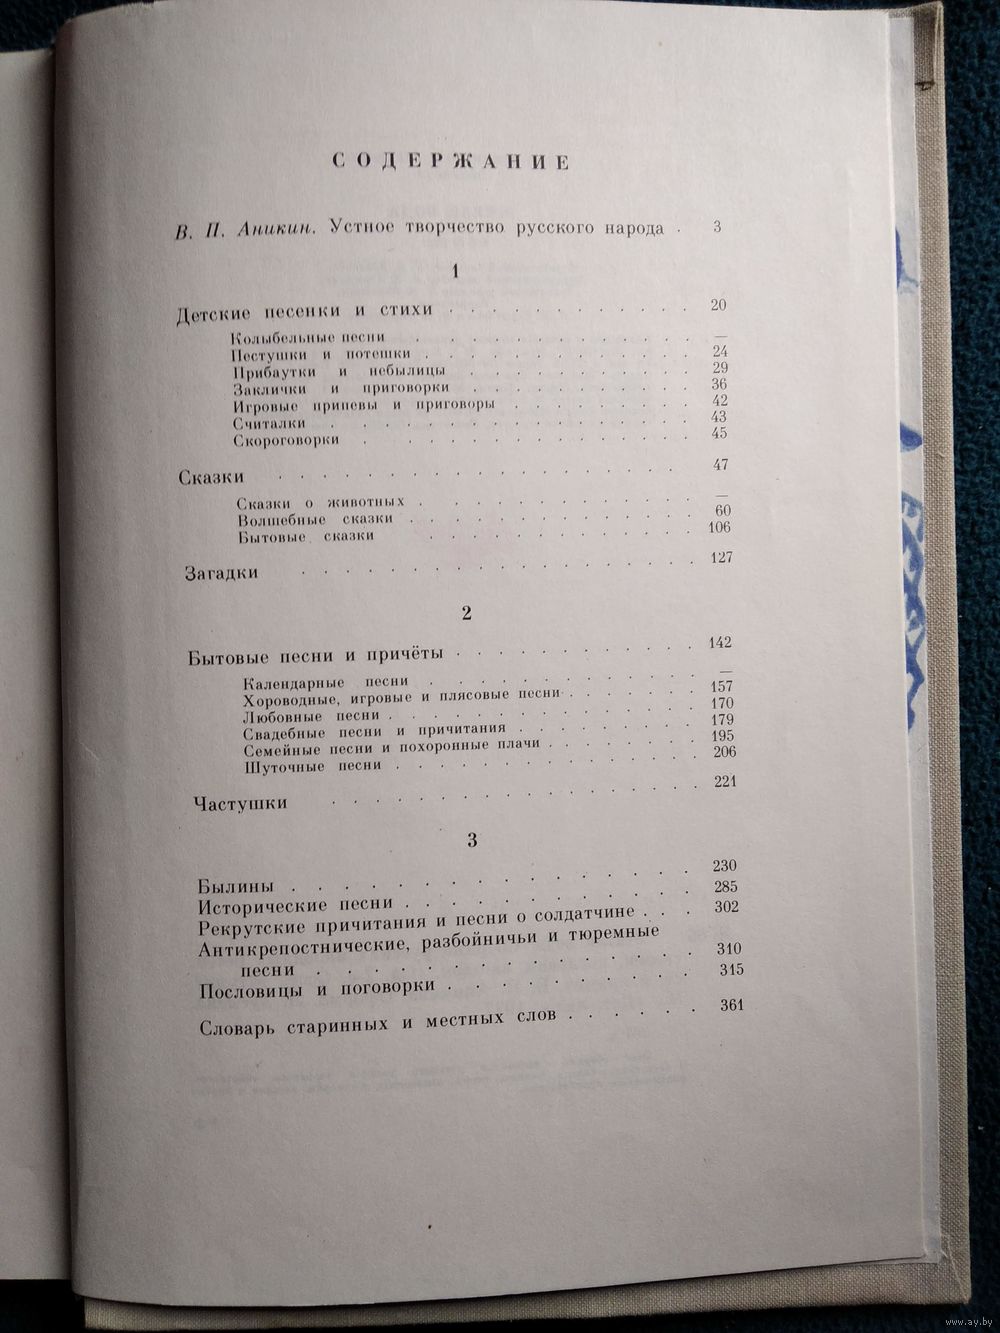 СОДЕРЖАНИЕ
В. П. Аникин. Устное творчество русского народа . 3
1
Детские песенки и стихи . . . . . . . . . . . 20
Колыбельные песни . . . . . . . . . . . —
Пестушки и потешки . . . . . . . . . . . 24
Прибаутки и небылицы . . . . . . . . . 29
Заклички и приговорки . . . . . . . . . 36
Игровые припевы и приговоры . . . . . . . . 42
Считалки . . . . . . . . . . . . . . 43
Скороговорки . . . . . . . . . . . . 45
Сказки . . . . . . . . . . . . . . 47
Сказки о животных . . . . . . . . . . . —
Волшебные сказки . . . . . . . . . . . 60
Бытовые сказки . . . . . . . . . . . 106
Загадки . . . . . . . . . . . . . . 127
2
Бытовые песни и причёты . . . . . . . . . . . 142
Календарные песни . . . . . . . . . . . —
Хороводные, игровые и плясовые песни . . . . . . 157
Любовные песни . . . . . . . . . . . . 170
Свадебные песни и причитания . . . . . . . . 179
Семейные песни и похоронные плачи . . . . . . . 195
Шуточные песни . . . . . . . . . . . . 206
Частушки . . . . . . . . . . . . . 221
3
Былины . . . . . . . . . . . . . . 230
Исторические песни . . . . . . . . . . . 285
Рекрутские причитания и песни о солдатчине . . . 302
Антикрепостнические, разбойничьи и тюремные
песни . . . . . . . . . . . . . 310
Пословицы и поговорки . . . . . . . . . 315
Словарь старинных и местных слов . . . . . . 361
www.ay.by